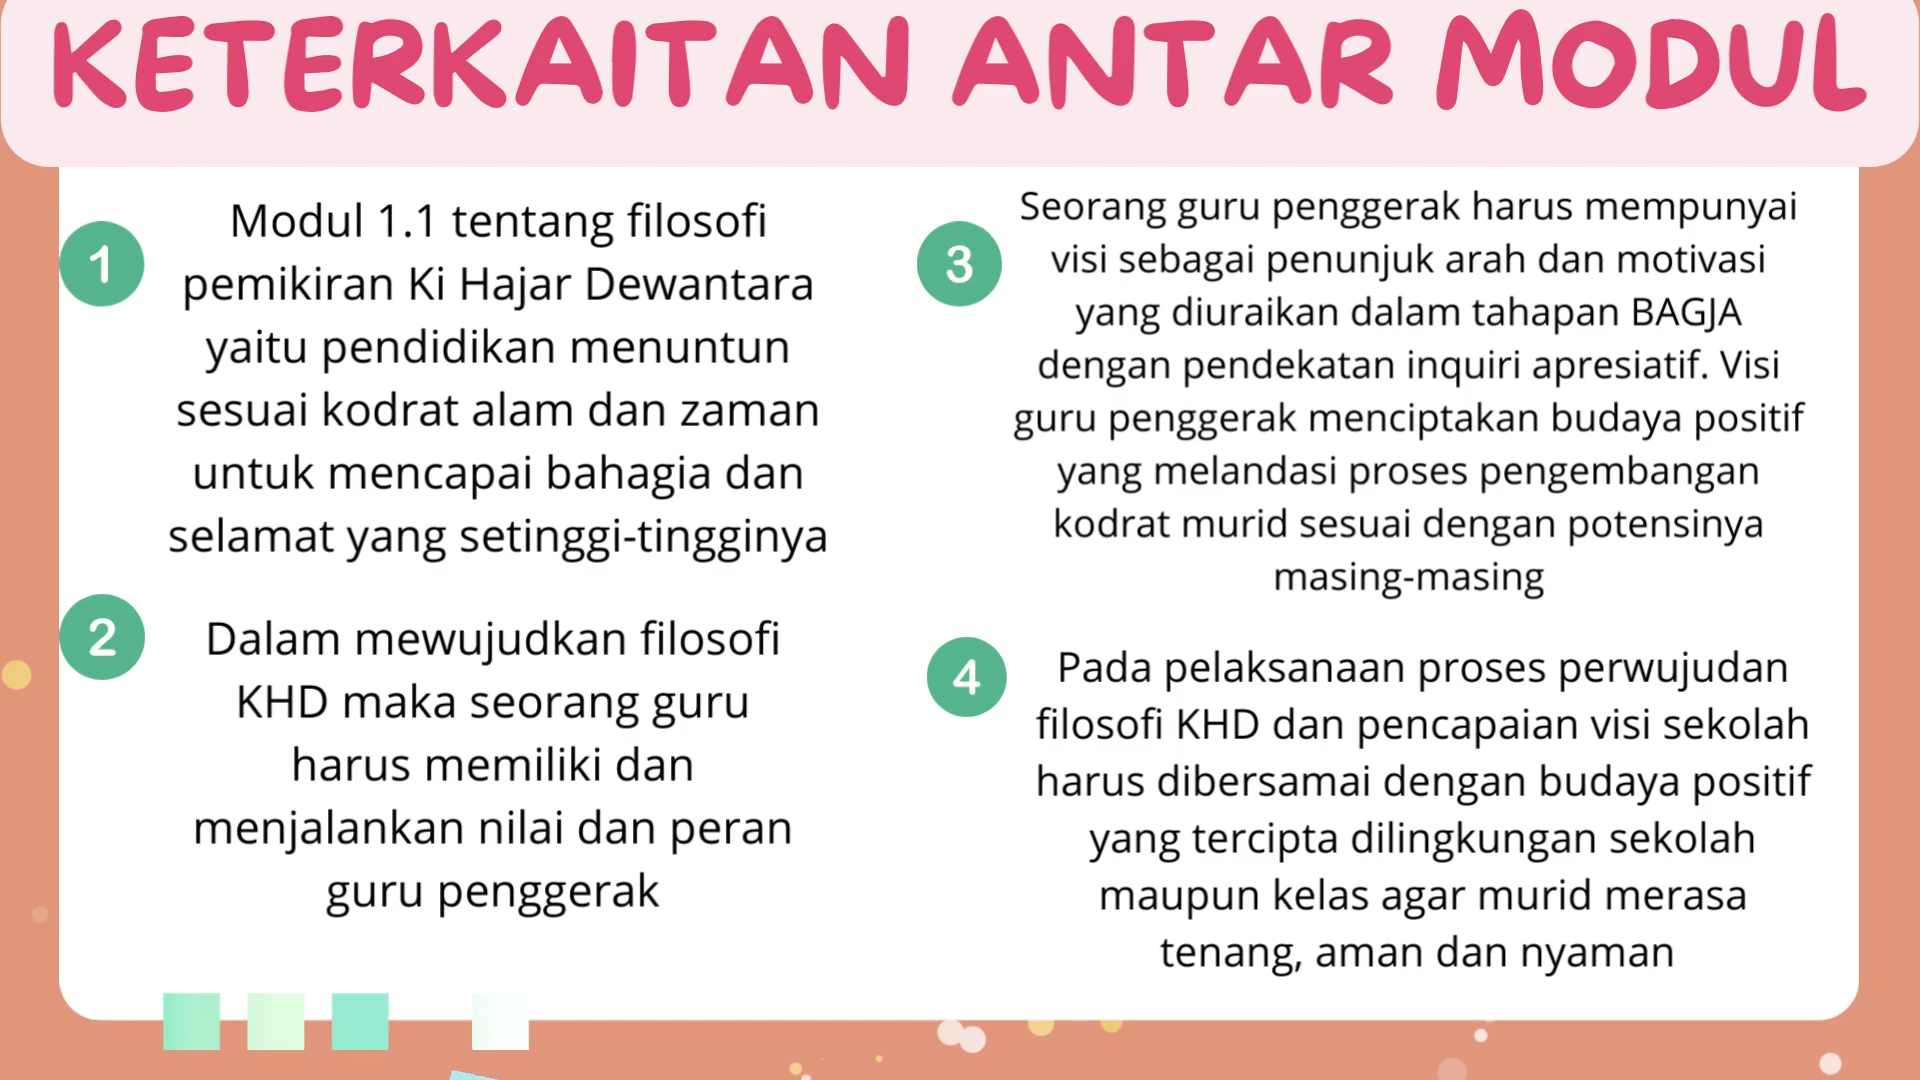 KETERKAITAN ANTAR MODUL
1
Modul 1.1 tentang filosofi
pemikiran Ki Hajar Dewantara
yaitu pendidikan menuntun
sesuai kodrat alam dan zaman
untuk mencapai bahagia dan
selamat yang setinggi-tingginya
2
Dalam mewujudkan filosofi
KHD maka seorang guru
harus memiliki dan
menjalankan nilai dan peran
guru penggerak
3
Seorang guru penggerak harus mempunyai
visi sebagai penunjuk arah dan motivasi
yang diuraikan dalam tahapan BAGJA
dengan pendekatan inquiri apresiatif. Visi
guru penggerak menciptakan budaya positif
yang melandasi proses pengembangan
kodrat murid sesuai dengan potensinya
masing-masing
4
Pada pelaksanaan proses perwujudan
filosofi KHD dan pencapaian visi sekolah
harus dibersamai dengan budaya positif
yang tercipta dilingkungan sekolah
maupun kelas agar murid merasa
tenang, aman dan nyaman